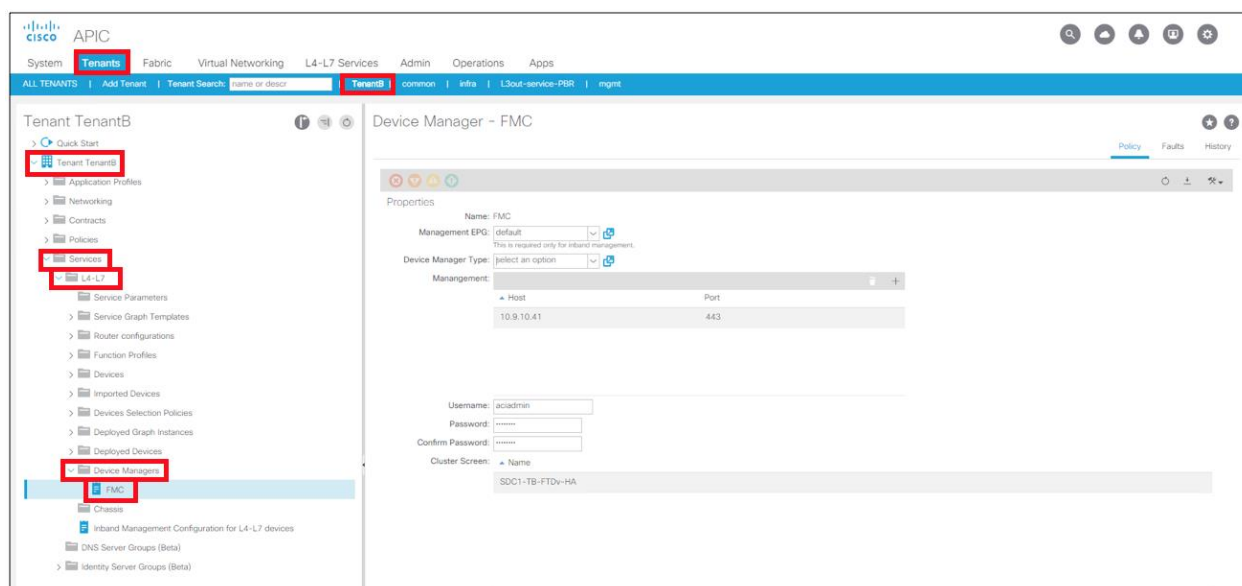 CISCO APIC
System Tenants Fabric Virtual Networking L4-L7 Services Admin Operations Apps
ALL TENANTS | Add Tenant | Tenant Search: name or descr | TenantB | common | infra | L3out-service-PBR | mgmt
Tenant TenantB
Quick Start
Tenant TenantB
Application Profiles
Networking
Contracts
Policies
Services
L4-L7
Service Parameters
Service Graph Templates
Router configurations
Function Profiles
Devices
Imported Devices
Devices Selection Policies
Deployed Graph Instances
Deployed Devices
Device Managers
FMC
Chassis
Inband Management Configuration for L4-L7 devices
DNS Server Groups (Beta)
Identity Server Groups (Beta)
Device Manager - FMC
Policy Faults History
Properties
Name: FMC
Management EPG: default
This is required only for inband management.
Device Manager Type: select an option
Manangement:
Host Port
10.9.10.41 443
Username: aciadmin
Password: ········
Confirm Password: ········
Cluster Screen: Name
SDC1-TB-FTDv-HA